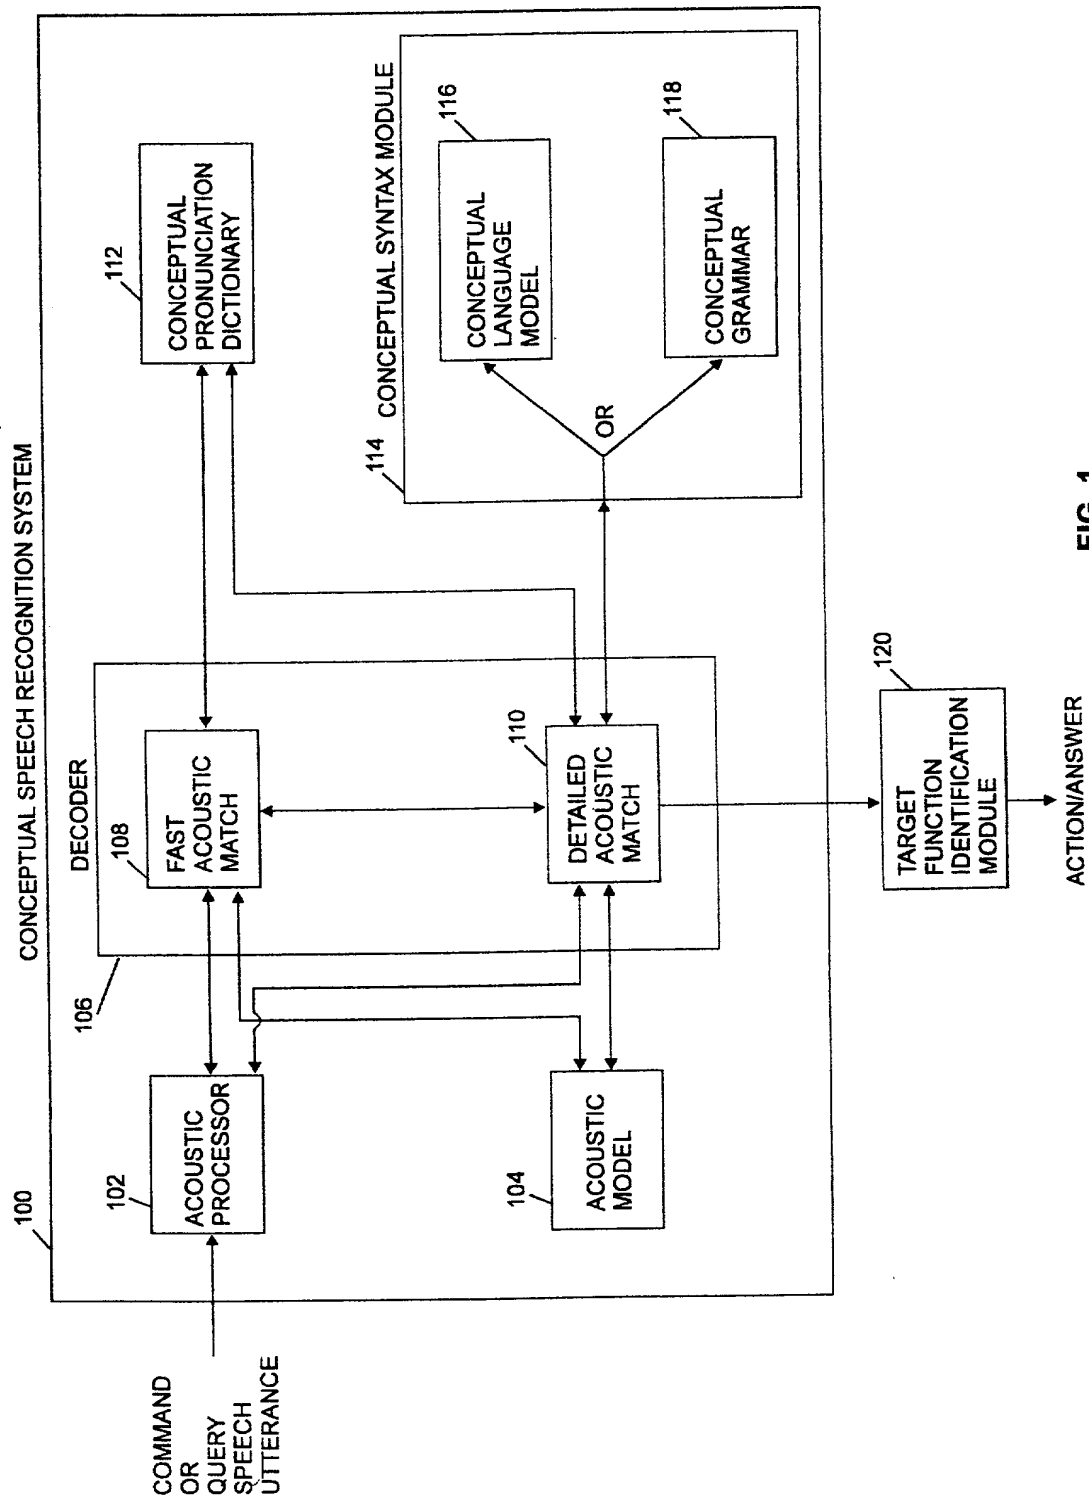 CONCEPTUAL SPEECH RECOGNITION SYSTEM
100
COMMAND
OR
QUERY
SPEECH
UTTERANCE
102
ACOUSTIC
PROCESSOR
104
ACOUSTIC
MODEL
106
DECODER
108
FAST
ACOUSTIC
MATCH
110
DETAILED
ACOUSTIC
MATCH
112
CONCEPTUAL
PRONUNCIATION
DICTIONARY
114
CONCEPTUAL SYNTAX MODULE
OR
116
CONCEPTUAL
LANGUAGE
MODEL
118
CONCEPTUAL
GRAMMAR
120
TARGET
FUNCTION
IDENTIFICATION
MODULE
ACTION/ANSWER
FIG. 1